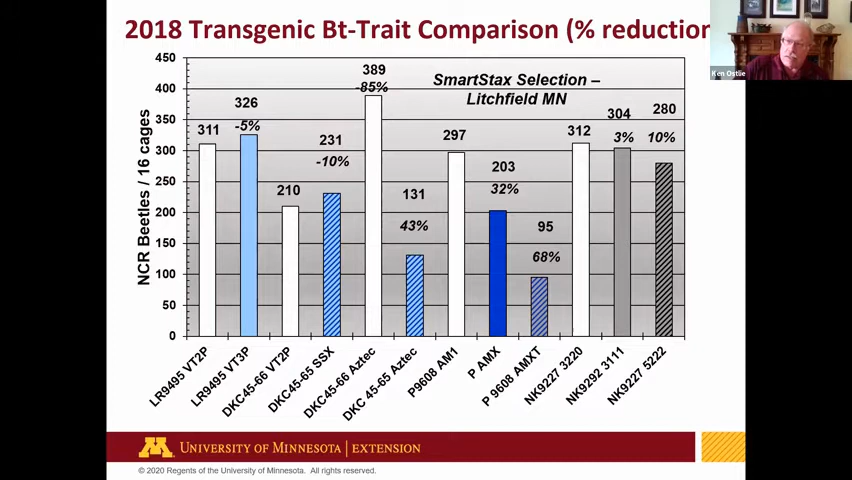 2018 Transgenic Bt-Trait Comparison (% reduction
Ken Ostlie
SmartStax Selection –
Litchfield MN
NCR Beetles / 16 cages
450
400
350
300
250
200
150
100
50
0
311
326
-5%
210
231
-10%
389
-85%
131
43%
297
203
32%
95
68%
312
304
3%
280
10%
LR9495 VT2P
LR9495 VT3P
DKC45-66 VT2P
DKC45-65 SSX
DKC45-66 Aztec
DKC 45-65 Aztec
P9608 AM1
P AMX
P 9608 AMXT
NK9227 3220
NK9292 3111
NK9227 5222
M UNIVERSITY OF MINNESOTA | EXTENSION
© 2020 Regents of the University of Minnesota. All rights reserved.